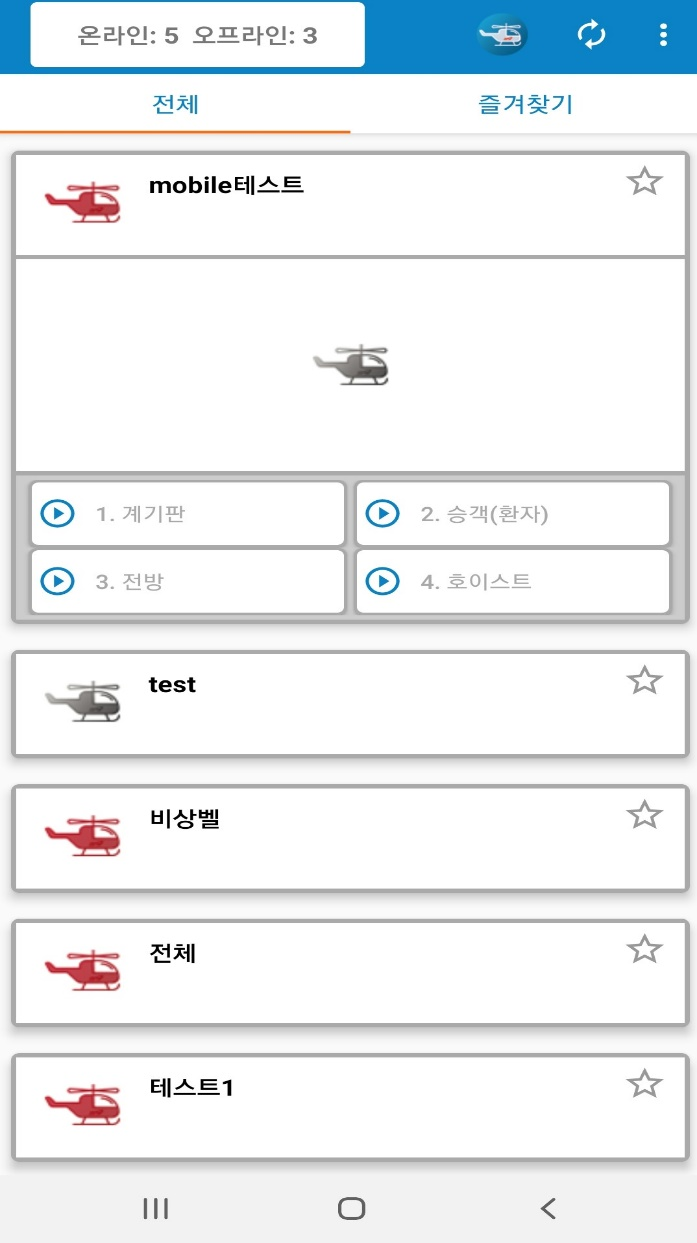 온라인: 5 오프라인: 3
전체 즐겨찾기
mobile테스트
1. 계기판 2. 승객(환자)
3. 전방 4. 호이스트
test
비상벨
전체
테스트1